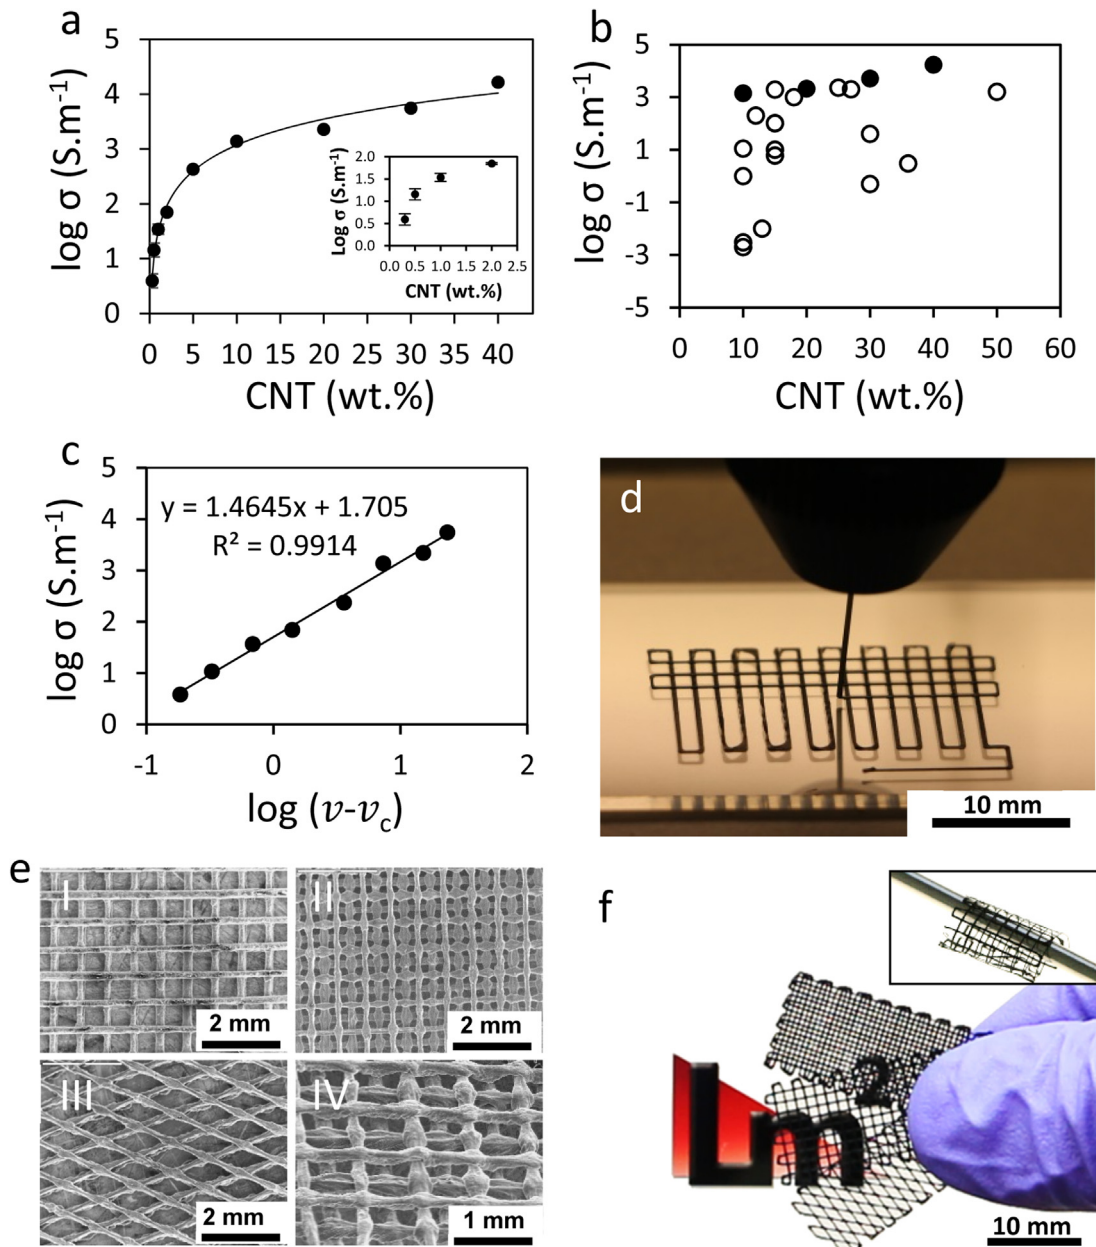 a
5
4
3
2
1
0
log σ (S.m⁻¹)
0 5 10 15 20 25 30 35 40
CNT (wt.%)
2.0
1.5
1.0
0.5
0.0
Log σ (S.m⁻¹)
0.0 0.5 1.0 1.5 2.0 2.5
CNT (wt.%)
b
5
3
1
-1
-3
-5
log σ (S.m⁻¹)
0 10 20 30 40 50 60
CNT (wt.%)
c
5
4
3
2
1
0
log σ (S.m⁻¹)
y = 1.4645x + 1.705
R² = 0.9914
-1 0 1 2
log (v-v_c)
d
10 mm
e
I
2 mm
II
2 mm
III
2 mm
IV
1 mm
f
Lm²
10 mm